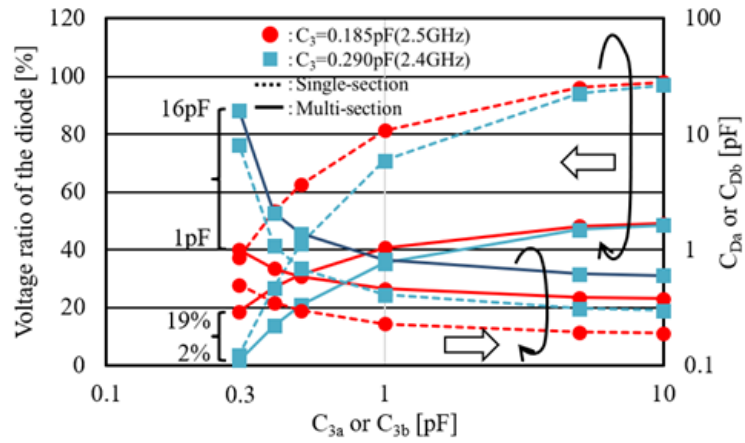 Voltage ratio of the diode [%]
120
100
80
60
40
20
0
: C3=0.185pF(2.5GHz)
: C3=0.290pF(2.4GHz)
: Single-section
: Multi-section
16pF
1pF
19%
2%
100
10
1
0.1
CDa or CDb [pF]
0.1
0.3
1
10
C3a or C3b [pF]